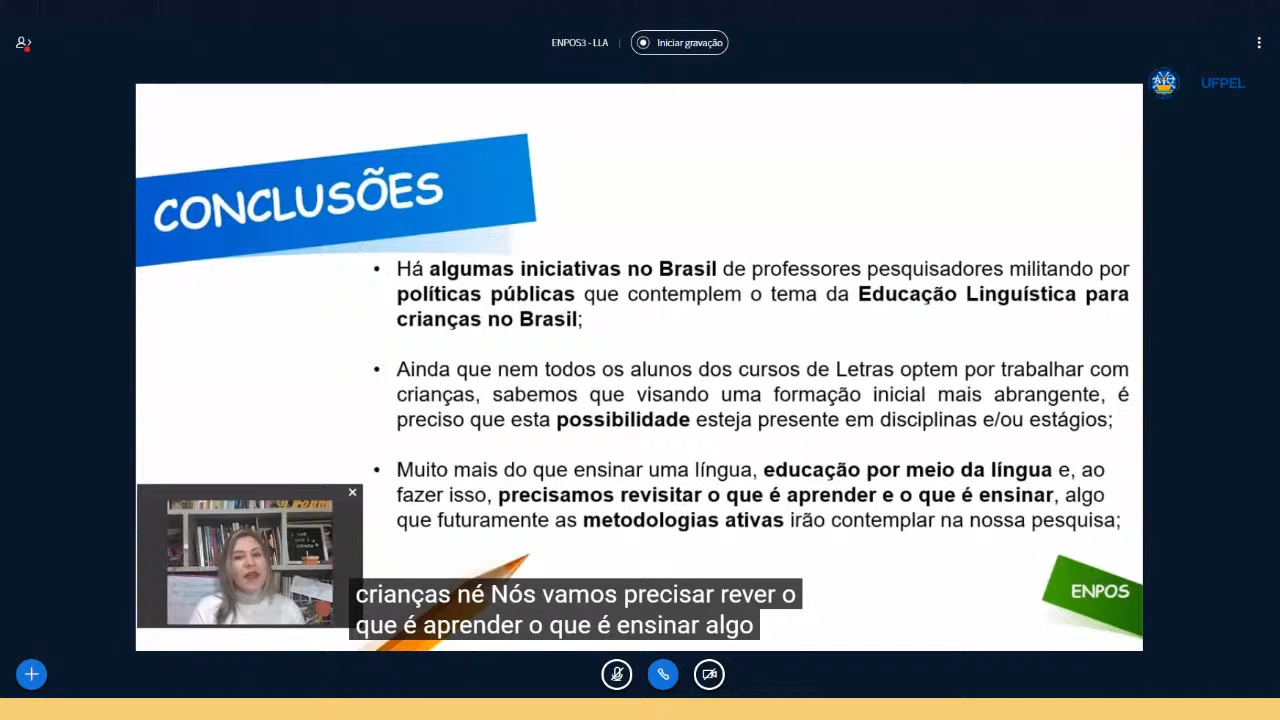 ENPOS3 - LLA
Iniciar gravação
UFPEL
CONCLUSÕES
• Há algumas iniciativas no Brasil de professores pesquisadores militando por
políticas públicas que contemplem o tema da Educação Linguística para
crianças no Brasil;
• Ainda que nem todos os alunos dos cursos de Letras optem por trabalhar com
crianças, sabemos que visando uma formação inicial mais abrangente, é
preciso que esta possibilidade esteja presente em disciplinas e/ou estágios;
• Muito mais do que ensinar uma língua, educação por meio da língua e, ao
fazer isso, precisamos revisitar o que é aprender e o que é ensinar, algo
que futuramente as metodologias ativas irão contemplar na nossa pesquisa;
ENPOS
crianças né Nós vamos precisar rever o
que é aprender o que é ensinar algo